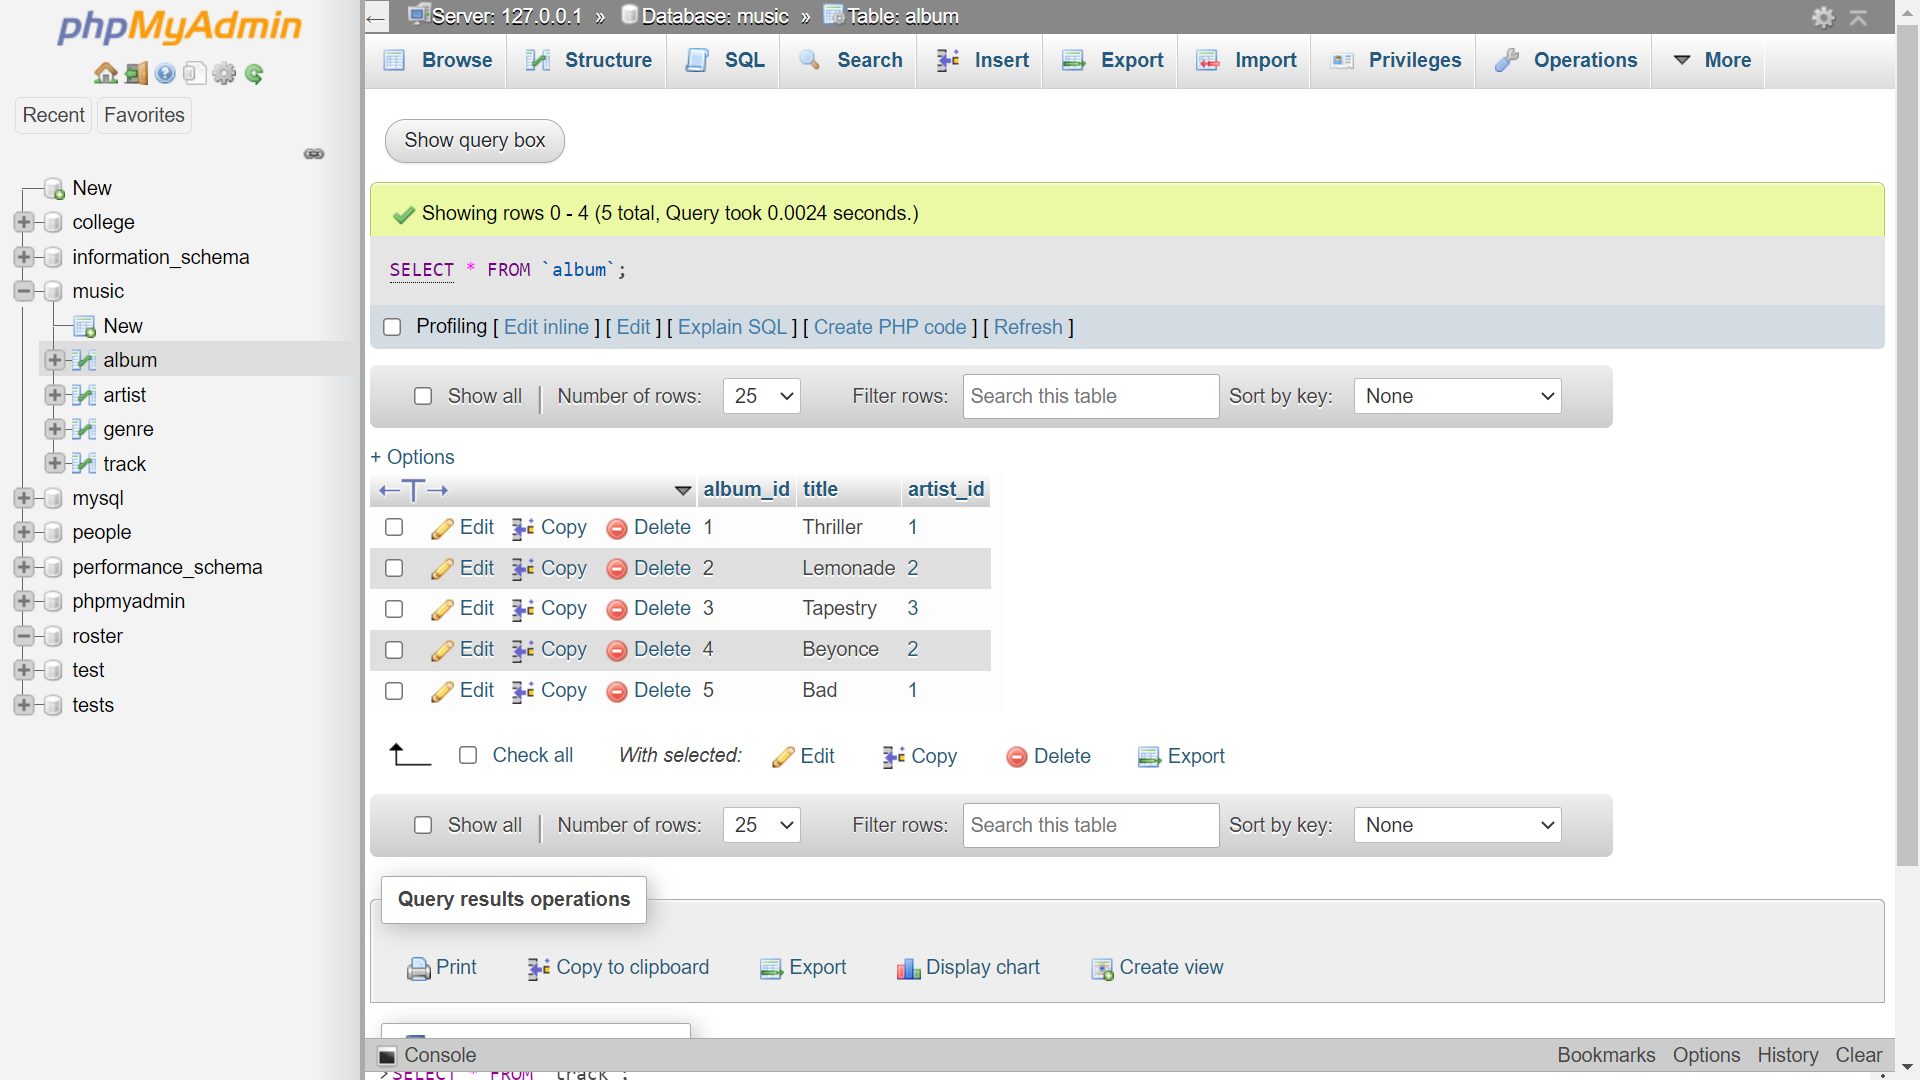 phpMyAdmin
Recent Favorites
New
college
information_schema
music
New
album
artist
genre
track
mysql
people
performance_schema
phpmyadmin
roster
test
tests
Server: 127.0.0.1 » Database: music » Table: album
Browse Structure SQL Search Insert Export Import Privileges Operations More
Show query box
Showing rows 0 - 4 (5 total, Query took 0.0024 seconds.)
SELECT * FROM `album`;
Profiling [ Edit inline ] [ Edit ] [ Explain SQL ] [ Create PHP code ] [ Refresh ]
Show all | Number of rows: 25 Filter rows: Search this table Sort by key: None
+ Options
←T→ album_id title artist_id
Edit Copy Delete 1 Thriller 1
Edit Copy Delete 2 Lemonade 2
Edit Copy Delete 3 Tapestry 3
Edit Copy Delete 4 Beyonce 2
Edit Copy Delete 5 Bad 1
Check all With selected: Edit Copy Delete Export
Show all | Number of rows: 25 Filter rows: Search this table Sort by key: None
Query results operations
Print Copy to clipboard Export Display chart Create view
Console Bookmarks Options History Clear
>SELECT * FROM `track`;